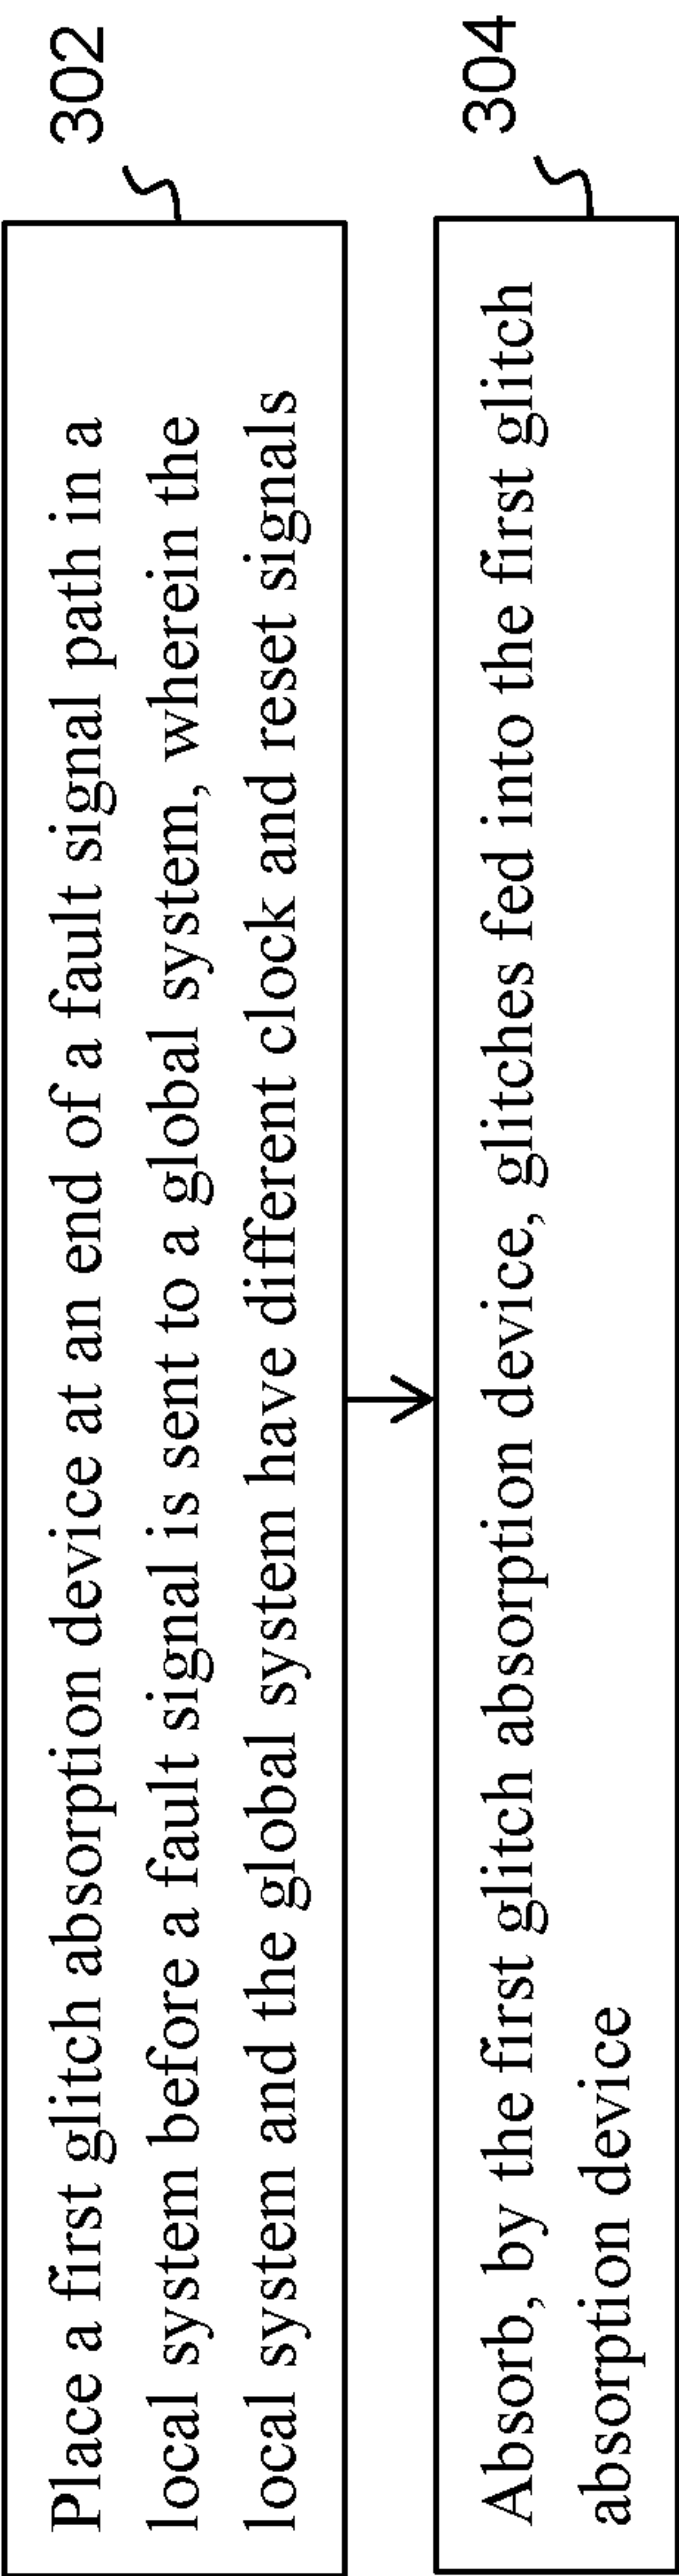 Place a first glitch absorption device at an end of a fault signal path in a
local system before a fault signal is sent to a global system, wherein the
local system and the global system have different clock and reset signals
302
Absorb, by the first glitch absorption device, glitches fed into the first glitch
absorption device
304